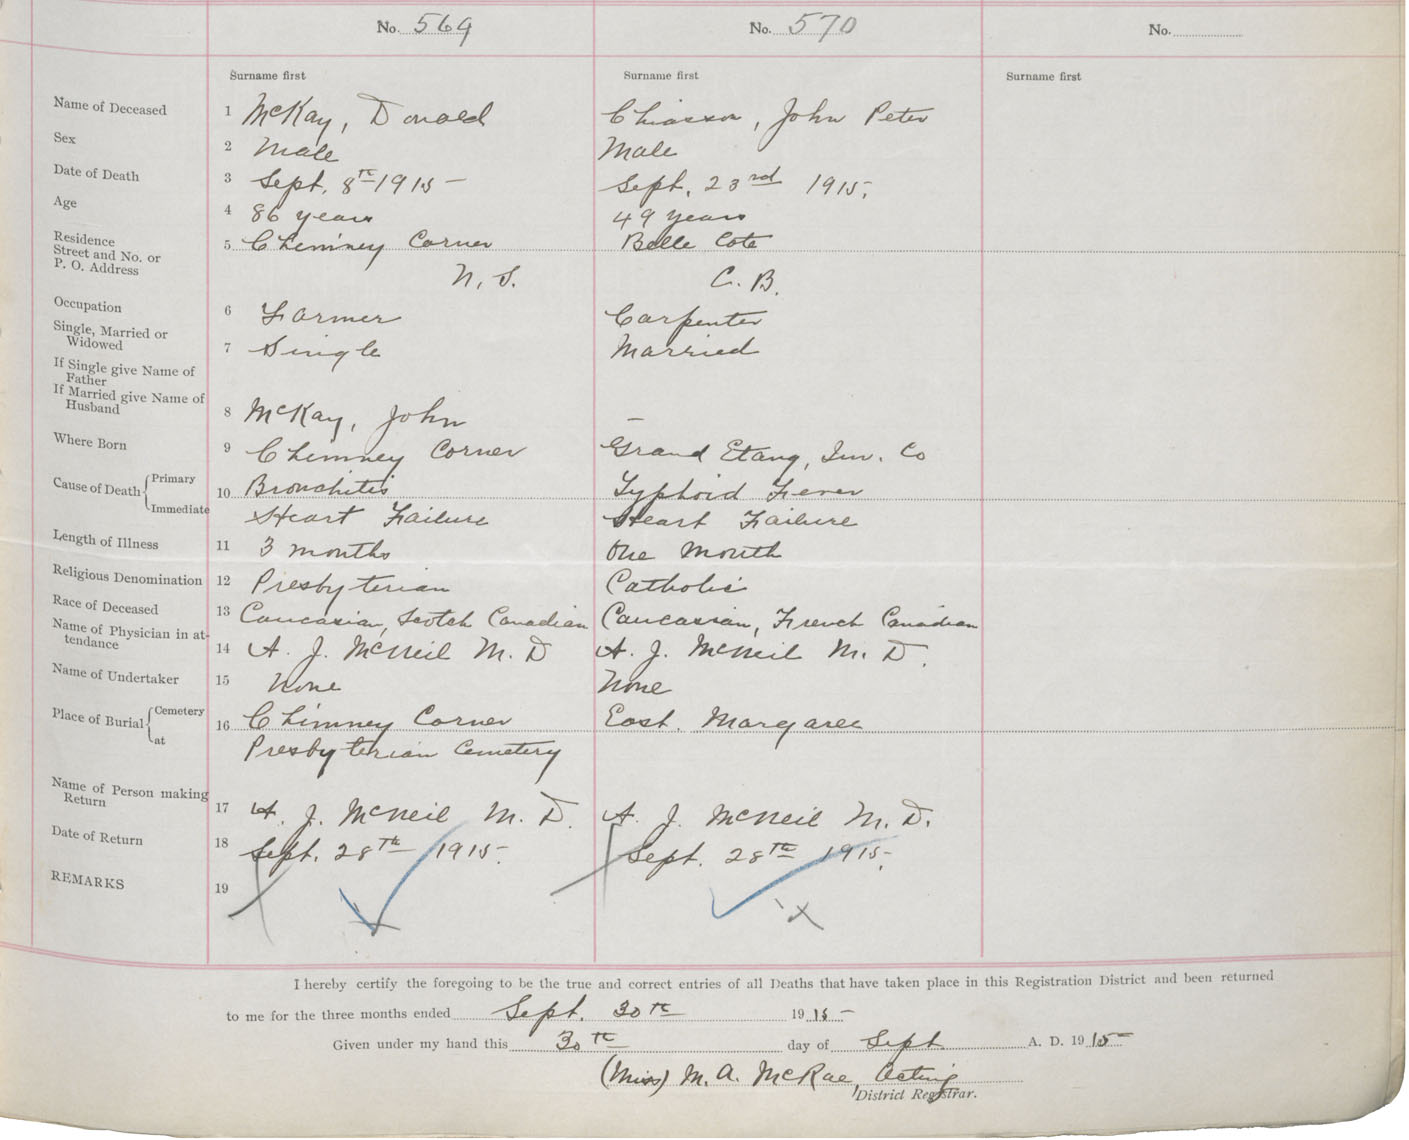 No. 569 No. 570 No.
Surname first Surname first Surname first
Name of Deceased 1 McKay, Donald Chiasson, John Peter
Sex 2 Male Male
Date of Death 3 Sept. 8th 1915 Sept. 23rd 1915.
Age 4 86 years 49 years
Residence
Street and No. or 5 Chimney Corner Belle Cote
P. O. Address N. S. C. B.
Occupation 6 Farmer Carpenter
Single, Married or
Widowed 7 Single Married
If Single give Name of
Father
If Married give Name of
Husband 8 McKay, John –
Where Born 9 Chimney Corner Grand Etang, Inv. Co
Cause of Death { Primary 10 Bronchitis Typhoid Fever
Immediate Heart Failure Heart Failure
Length of Illness 11 3 months One Month
Religious Denomination 12 Presbyterian Catholic
Race of Deceased 13 Caucasian, Scotch Canadian Caucasian, French Canadian
Name of Physician in at-
tendance 14 A. J. McNeil M. D A. J. McNeil M. D.
Name of Undertaker 15 None None
Place of Burial { Cemetery 16 Chimney Corner East. Margaree
at Presbyterian Cemetery
Name of Person making
Return 17 A. J. McNeil M. D. A. J. McNeil M. D.
Date of Return 18 Sept. 28th 1915. Sept. 28th 1915.
REMARKS 19
I hereby certify the foregoing to be the true and correct entries of all Deaths that have taken place in this Registration District and been returned
to me for the three months ended Sept. 30th 1915
Given under my hand this 30th day of Sept A. D. 1915
(Miss) M. A. McRae, Acting
District Registrar.